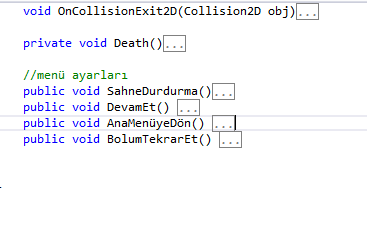 void OnCollisionExit2D(Collision2D obj)...
private void Death()...
//menü ayarları
public void SahneDurdurma()...
public void DevamEt() ...
public void AnaMenüyeDön() ...
public void BolumTekrarEt() ...